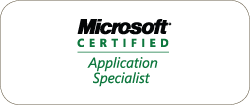 Microsoft®
CERTIFIED
Application
Specialist